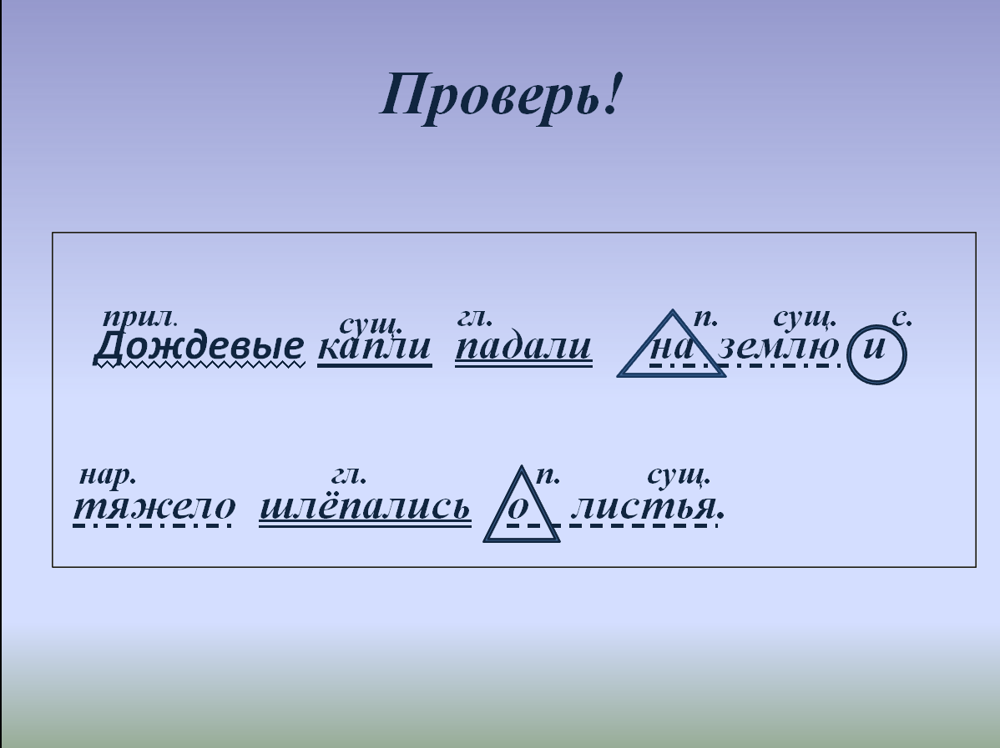 Проверь!
прил. сущ. гл. п. сущ. с.
Дождевые капли падали на землю и
нар. гл. п. сущ.
тяжело шлёпались о листья.